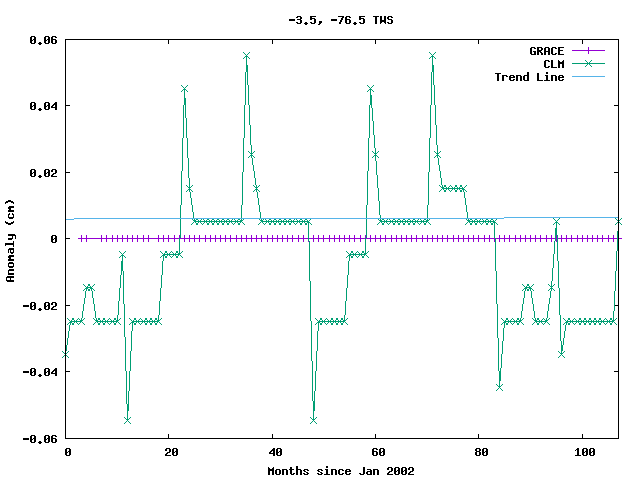 -3.5, -76.5 TWS
GRACE
CLM
Trend Line
0.06
0.04
0.02
0
-0.02
-0.04
-0.06
Anomaly (cm)
0 20 40 60 80 100
Months since Jan 2002